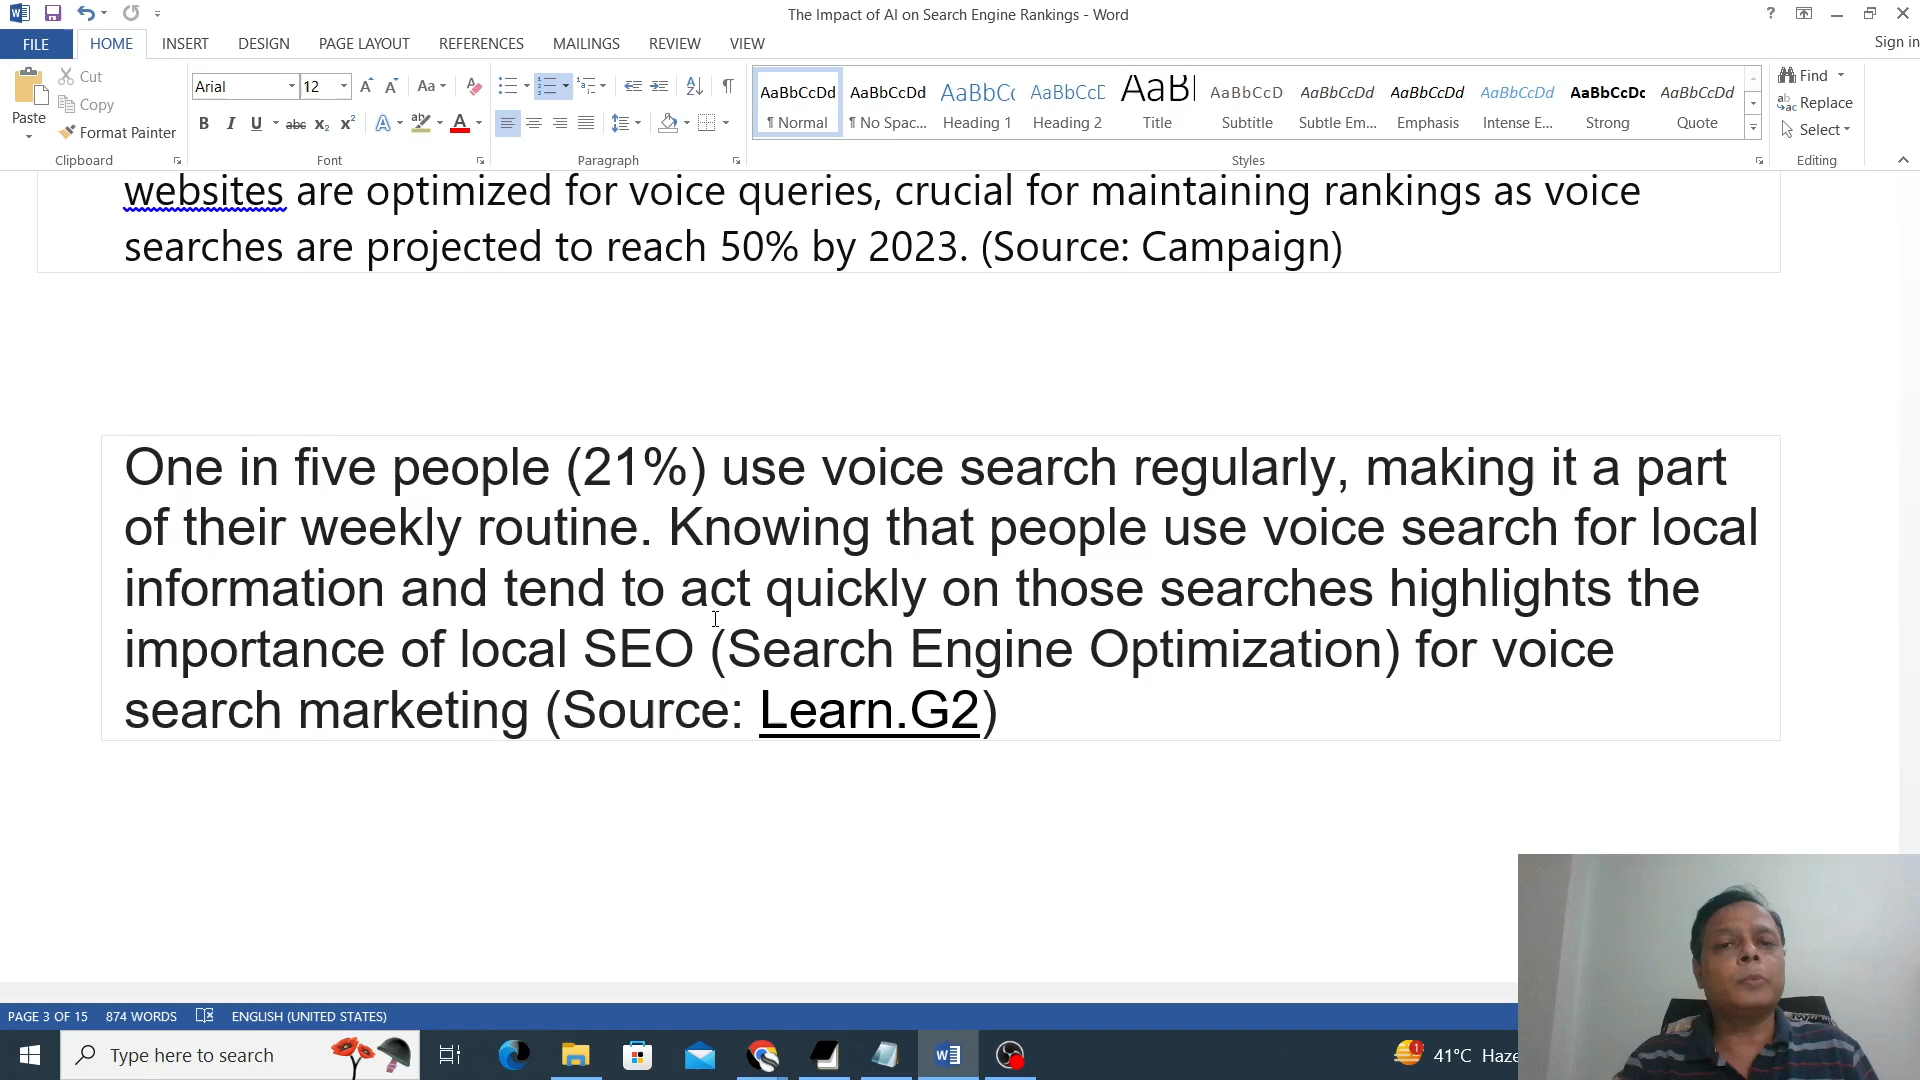 The Impact of AI on Search Engine Rankings - Word
?
FILE HOME INSERT DESIGN PAGE LAYOUT REFERENCES MAILINGS REVIEW VIEW
Sign in
Paste
Cut
Copy
Format Painter
Clipboard
Arial 12
Aa
B I U abc x₂ x² A ab A
Font
Paragraph
AaBbCcDd AaBbCcDd AaBbCc AaBbCcD AaBl AaBbCcD AaBbCcDd AaBbCcDd AaBbCcDd AaBbCcDc AaBbCcDd
¶ Normal ¶ No Spac... Heading 1 Heading 2 Title Subtitle Subtle Em... Emphasis Intense E... Strong Quote
Styles
Find
Replace
Select
Editing
websites are optimized for voice queries, crucial for maintaining rankings as voice
searches are projected to reach 50% by 2023. (Source: Campaign)
One in five people (21%) use voice search regularly, making it a part
of their weekly routine. Knowing that people use voice search for local
information and tend to act quickly on those searches highlights the
importance of local SEO (Search Engine Optimization) for voice
search marketing (Source: Learn.G2)
PAGE 3 OF 15 874 WORDS ENGLISH (UNITED STATES)
Type here to search
41°C Haze